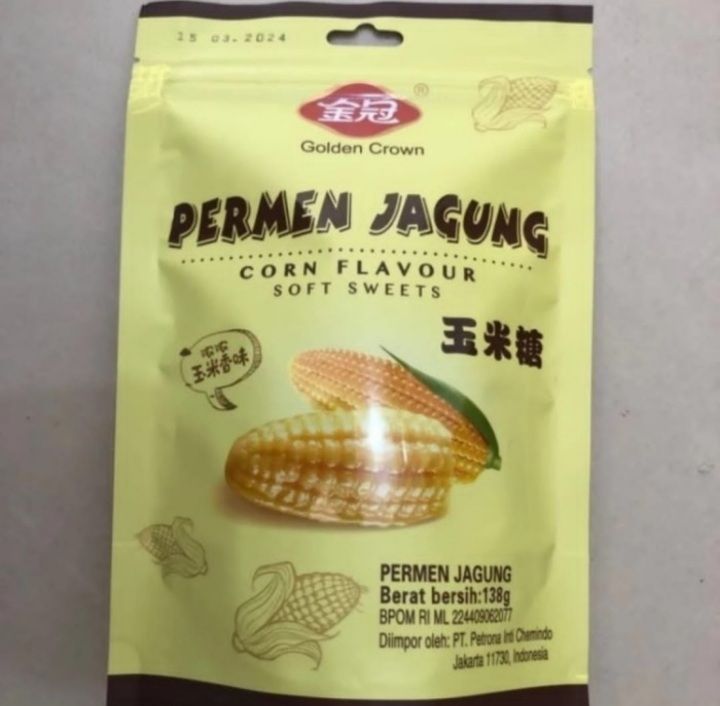 15 03.2024
金冠
®
Golden Crown
PERMEN JAGUNG
CORN FLAVOUR
SOFT SWEETS
玉米糖
浓浓
玉米香味
PERMEN JAGUNG
Berat bersih:138g
BPOM RI ML 224409062077
Diimpor oleh: PT. Petrona Inti Chemindo
Jakarta 11730, Indonesia